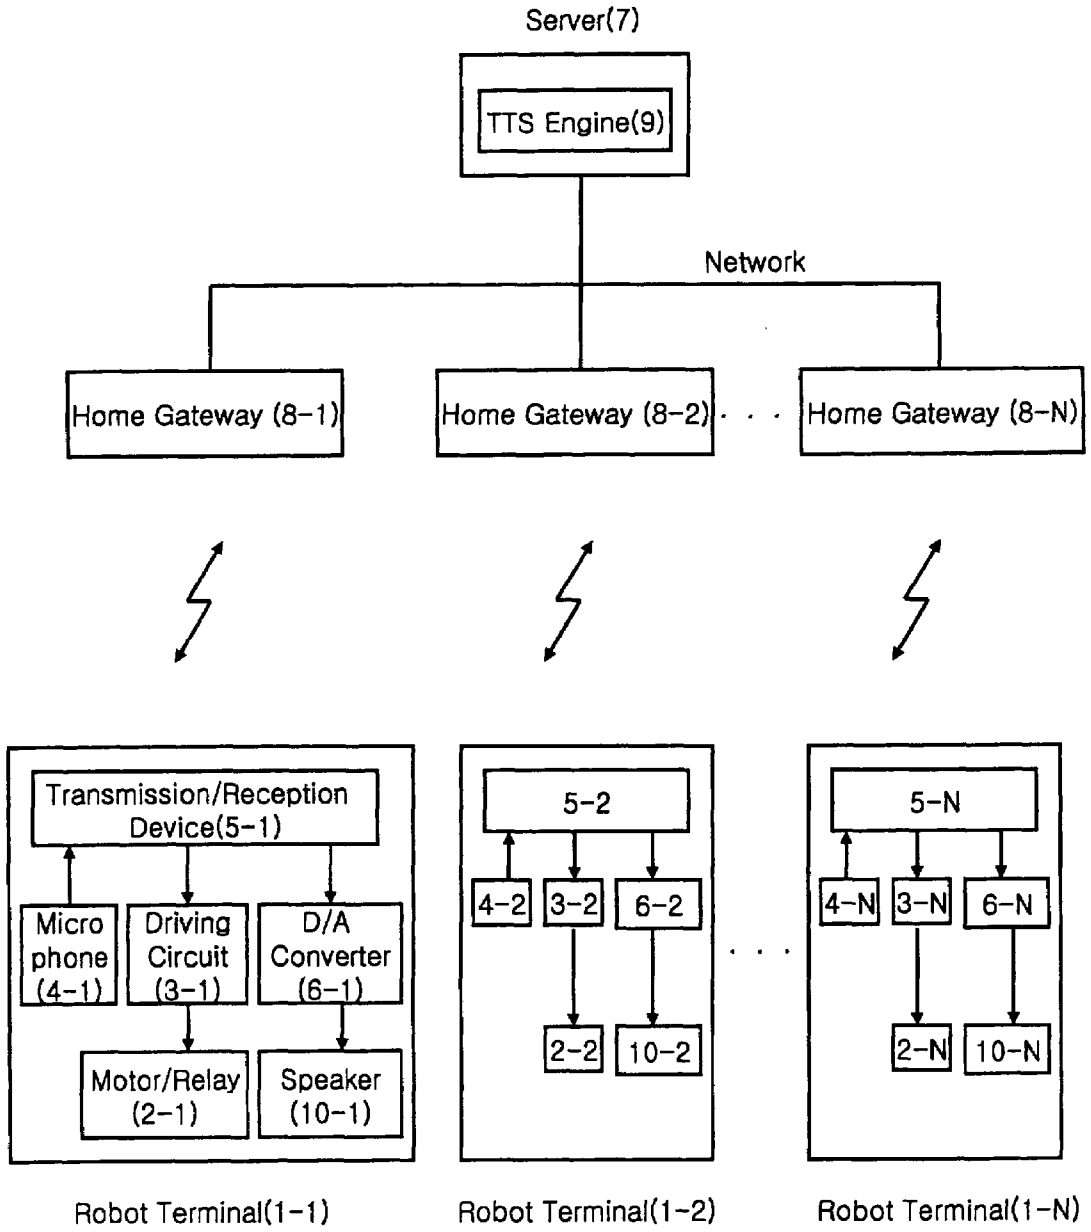 Server(7)
TTS Engine(9)
Network
Home Gateway (8-1)
Home Gateway (8-2)
. . .
Home Gateway (8-N)
Transmission/Reception
Device(5-1)
Micro
phone
(4-1)
Driving
Circuit
(3-1)
D/A
Converter
(6-1)
Motor/Relay
(2-1)
Speaker
(10-1)
5-2
4-2
3-2
6-2
2-2
10-2
. . . .
5-N
4-N
3-N
6-N
2-N
10-N
Robot Terminal(1-1)
Robot Terminal(1-2)
Robot Terminal(1-N)